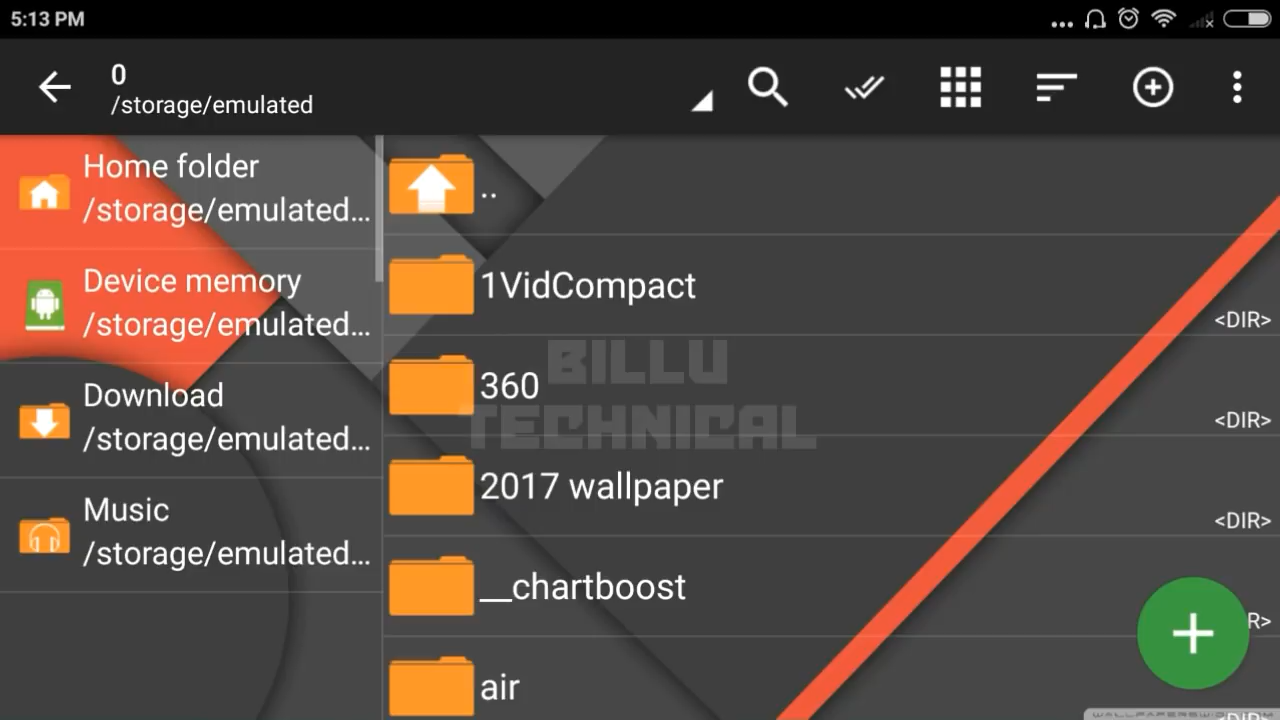 5:13 PM
0
/storage/emulated
Home folder
/storage/emulated...
Device memory
/storage/emulated...
Download
/storage/emulated...
Music
/storage/emulated...
..
1VidCompact
<DIR>
360
<DIR>
2017 wallpaper
<DIR>
__chartboost
R>
air
BILLU
TECHNICAL